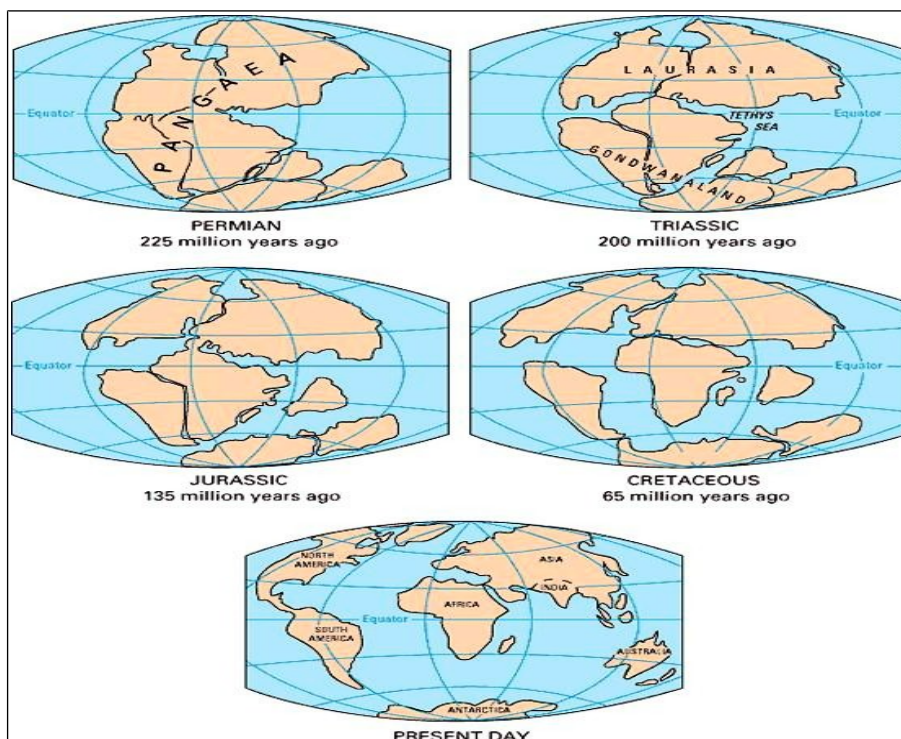 PANGAEA
Equator
PERMIAN
225 million years ago
LAURASIA
TETHYS
SEA
Equator
GONDWANALAND
TRIASSIC
200 million years ago
Equator
JURASSIC
135 million years ago
Equator
CRETACEOUS
65 million years ago
NORTH
AMERICA
ASIA
INDIA
AFRICA
Equator
SOUTH
AMERICA
AUSTRALIA
ANTARCTICA
PRESENT DAY